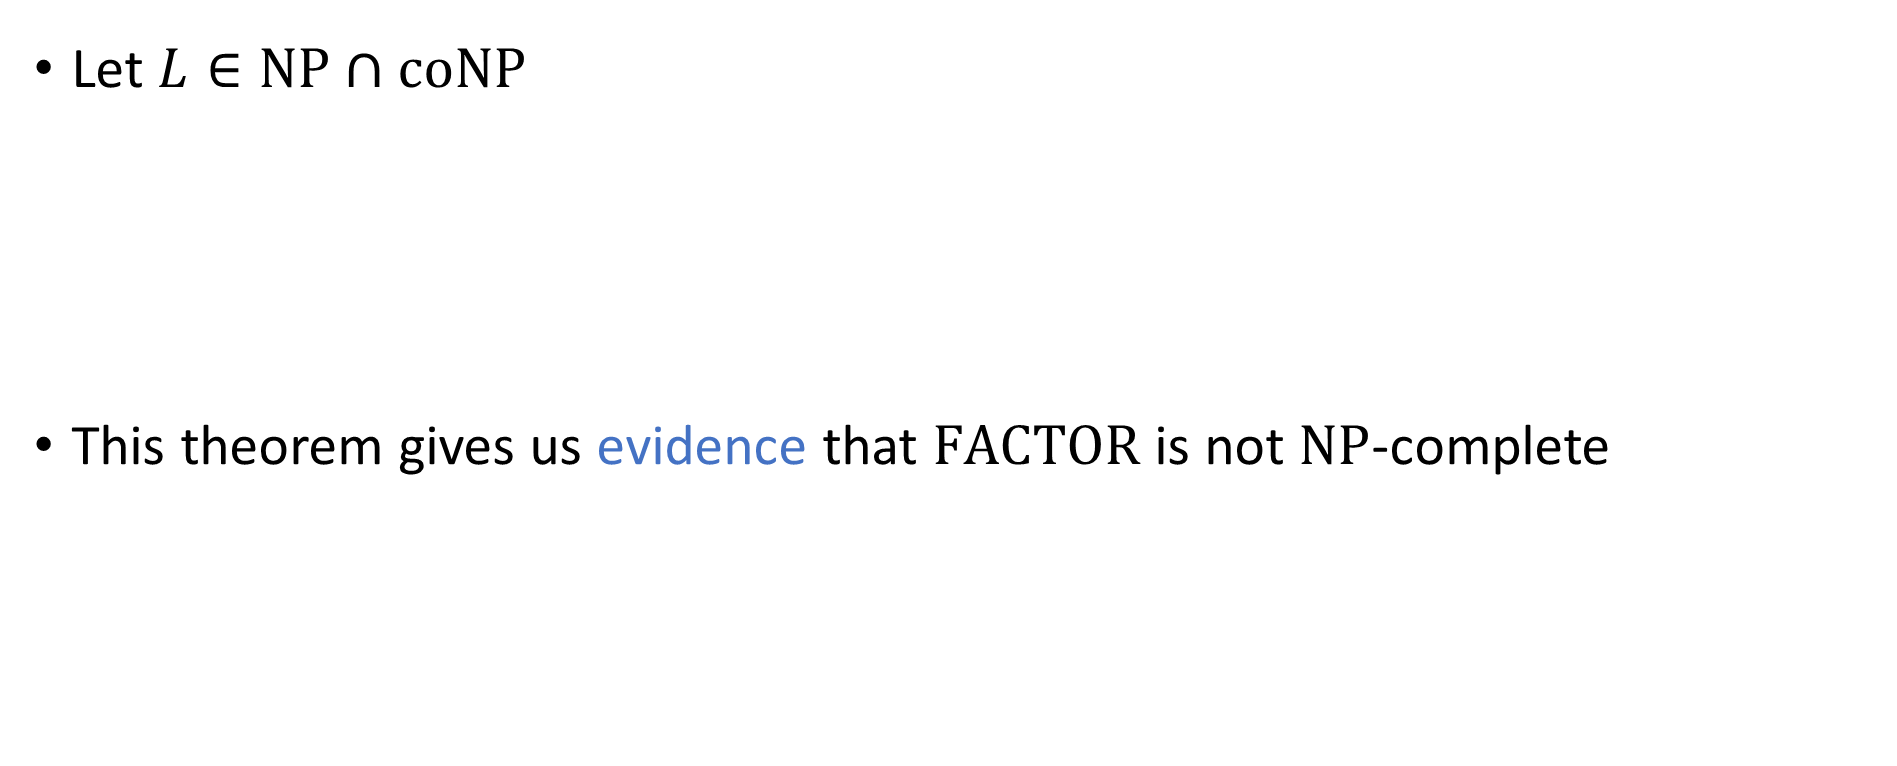 • Let L ∈ NP ∩ coNP
• This theorem gives us evidence that FACTOR is not NP-complete